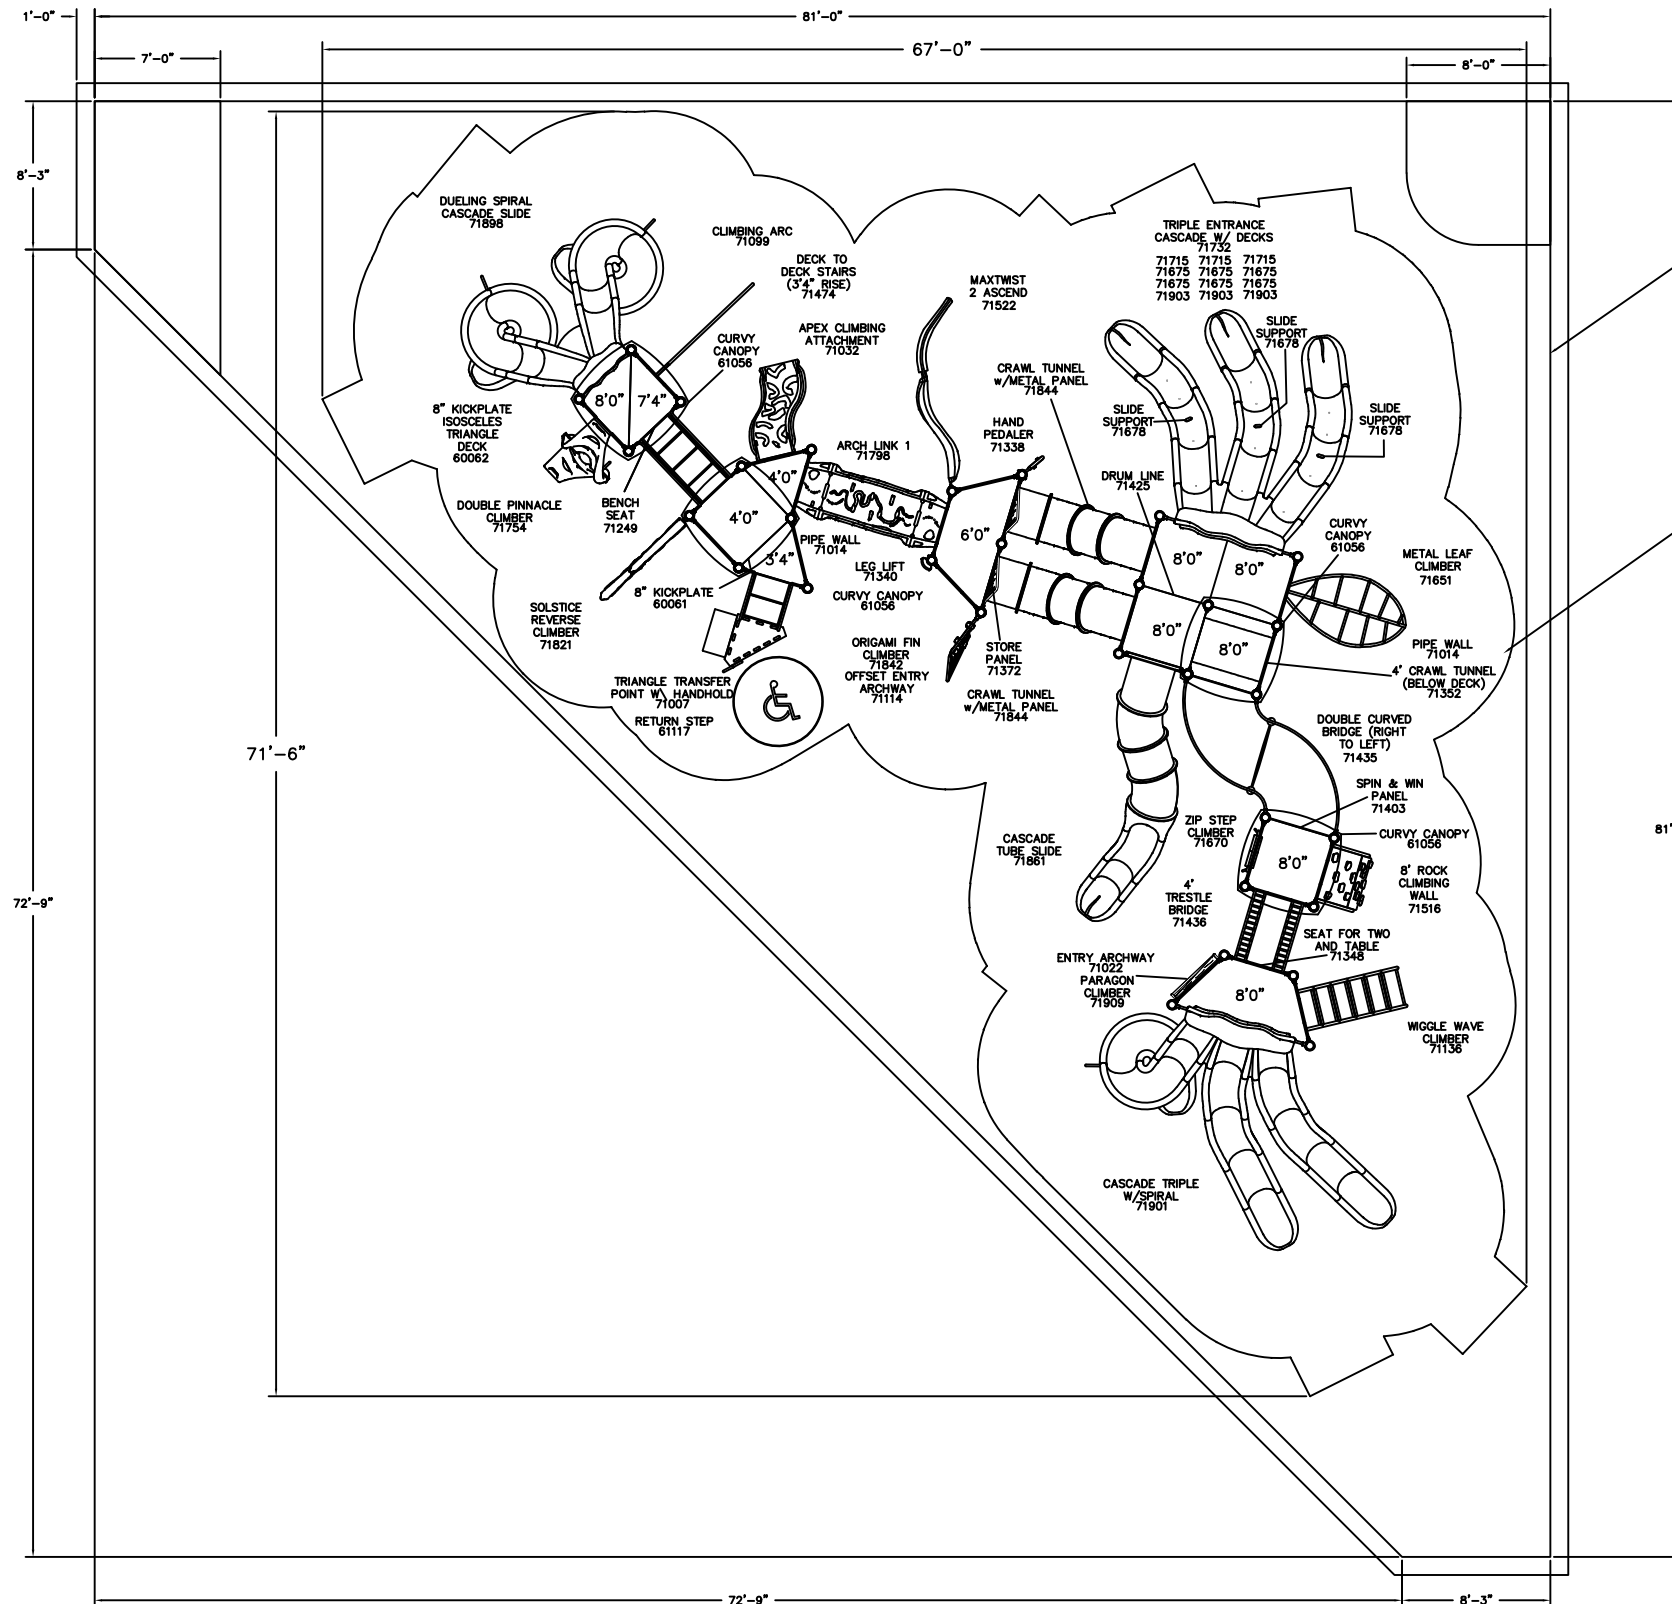 1'-0"
81'-0"
7'-0"
67'-0"
8'-0"
8'-3"
DUELING SPIRAL
CASCADE SLIDE
71898
CLIMBING ARC
71099
DECK TO
DECK STAIRS
(3'4" RISE)
71474
MAXTWIST
2 ASCEND
71522
TRIPLE ENTRANCE
CASCADE W/ DECKS
71732
71715 71715 71715
71675 71675 71675
71675 71675 71675
71903 71903 71903
SLIDE
SUPPORT
71678
CURVY
CANOPY
61056
APEX CLIMBING
ATTACHMENT
71032
CRAWL TUNNEL
w/METAL PANEL
71844
SLIDE
SUPPORT
71678
SLIDE
SUPPORT
71678
8'0"
7'4"
8" KICKPLATE
ISOSCELES
TRIANGLE
DECK
60062
HAND
PEDALER
71338
ARCH LINK 1
71798
DRUM LINE
71425
4'0"
DOUBLE PINNACLE
CLIMBER
71754
BENCH
SEAT
71249
4'0"
PIPE WALL
71014
6'0"
CURVY
CANOPY
61056
METAL LEAF
CLIMBER
71651
3'4"
8'0"
8'0"
LEG LIFT
71340
CURVY CANOPY
61056
8" KICKPLATE
60061
SOLSTICE
REVERSE
CLIMBER
71821
8'0"
8'0"
ORIGAMI FIN
CLIMBER
71842
OFFSET ENTRY
ARCHWAY
71114
STORE
PANEL
71372
PIPE WALL
71014
4' CRAWL TUNNEL
(BELOW DECK)
71352
TRIANGLE TRANSFER
POINT W\ HANDHOLD
71007
RETURN STEP
61117
CRAWL TUNNEL
w/METAL PANEL
71844
DOUBLE CURVED
BRIDGE (RIGHT
TO LEFT)
71435
71'-6"
SPIN & WIN
PANEL
71403
ZIP STEP
CLIMBER
71670
CURVY CANOPY
61056
81'
CASCADE
TUBE SLIDE
71861
8'0"
8' ROCK
CLIMBING
WALL
71516
4'
TRESTLE
BRIDGE
71436
72'-9"
SEAT FOR TWO
AND TABLE
71348
ENTRY ARCHWAY
71022
PARAGON
CLIMBER
71909
8'0"
WIGGLE WAVE
CLIMBER
71136
CASCADE TRIPLE
W/SPIRAL
71901
72'-9"
8'-3"